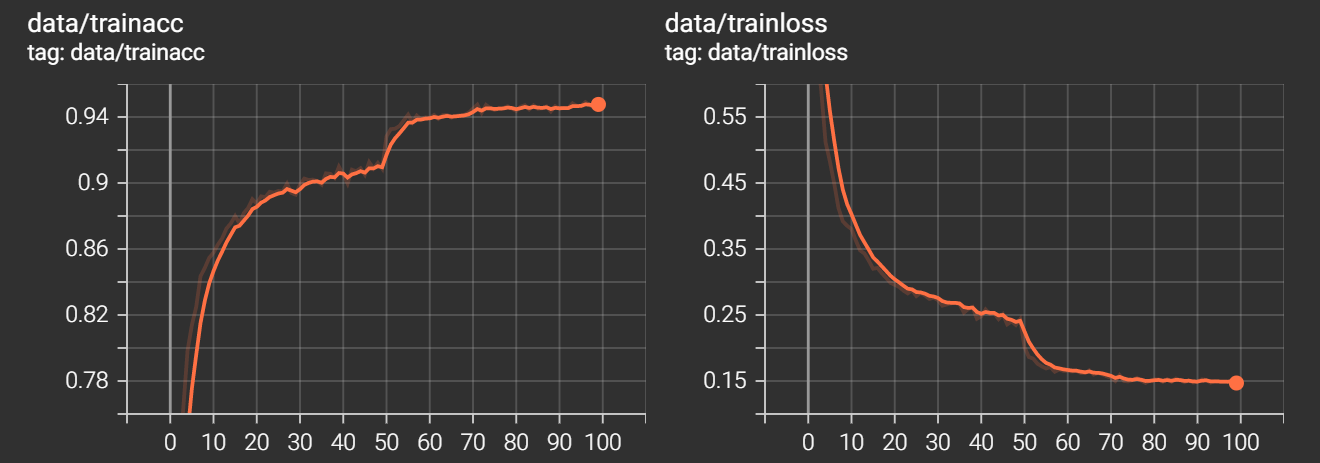 data/trainacc
tag: data/trainacc
0.94
0.9
0.86
0.82
0.78
0 10 20 30 40 50 60 70 80 90 100
data/trainloss
tag: data/trainloss
0.55
0.45
0.35
0.25
0.15
0 10 20 30 40 50 60 70 80 90 100